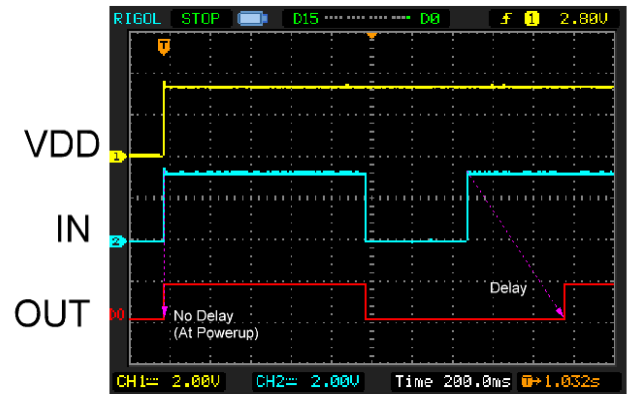 RIGOL STOP D15 D0 1 2.80V
T
VDD
1
IN
2
Delay
OUT
D0
No Delay
(At Powerup)
CH1 2.00V CH2 2.00V Time 200.0ms T→1.032s